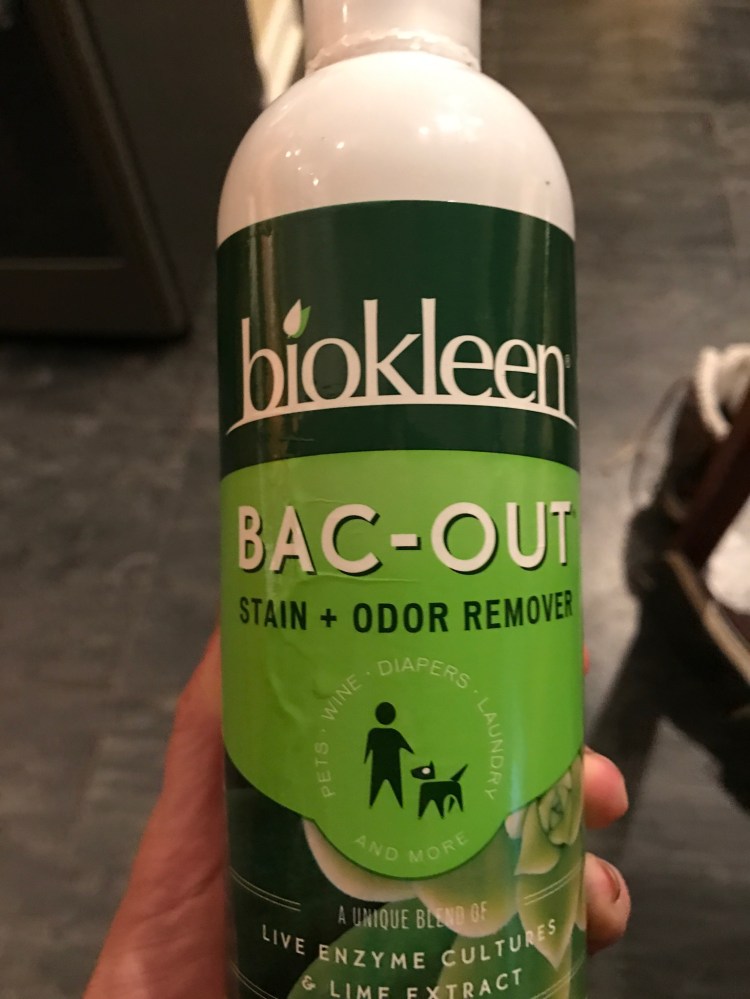 biokleen®
BAC-OUT
STAIN + ODOR REMOVER
PETS · WINE · DIAPERS · LAUNDRY
AND MORE
A UNIQUE BLEND OF
LIVE ENZYME CULTURES
& LIME EXTRACT